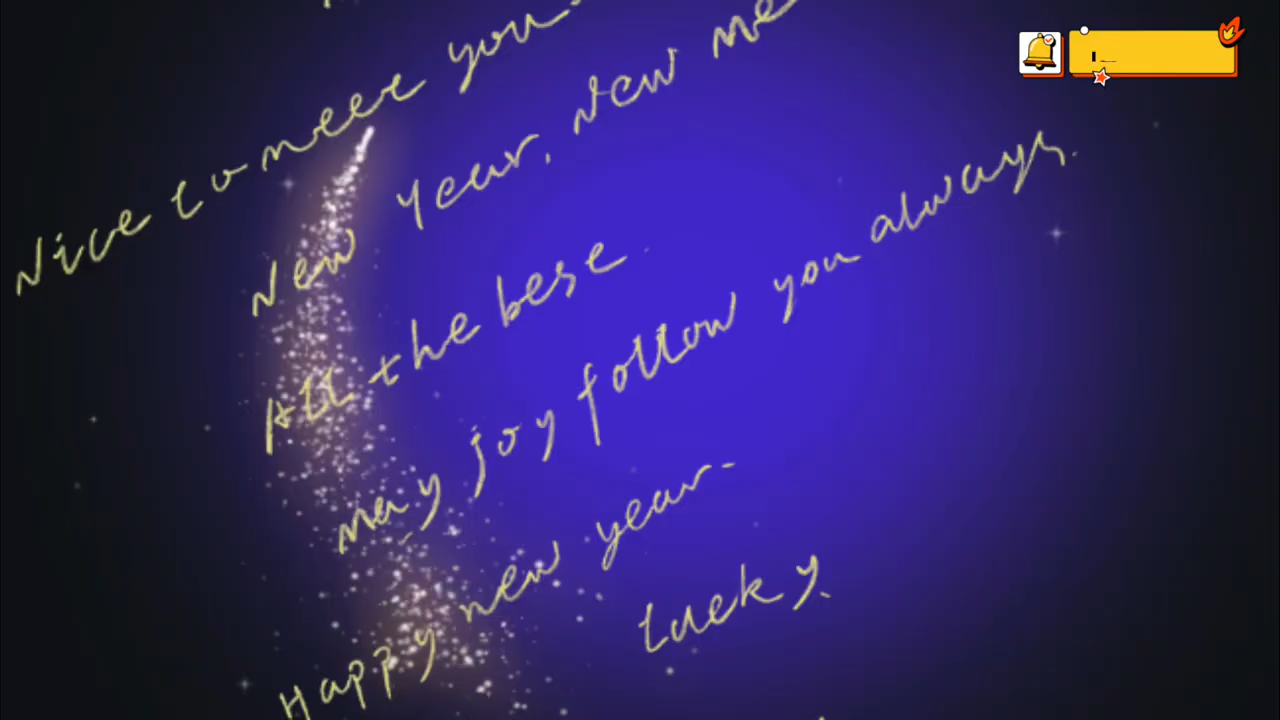 Nice to meet you.
New Year, New me
All the best.
May joy follow you always.
Happy new year.
Lucky.